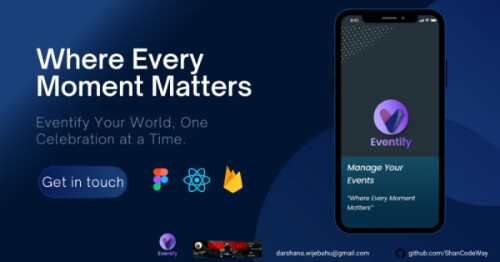 Where Every
Moment Matters
Eventify Your World, One
Celebration at a Time.
Get in touch
Eventify
Manage Your
Events
"Where Every Moment
Matters"
Eventify
darshana.wijebahu@gmail.com
github.com/ShanCodeWay